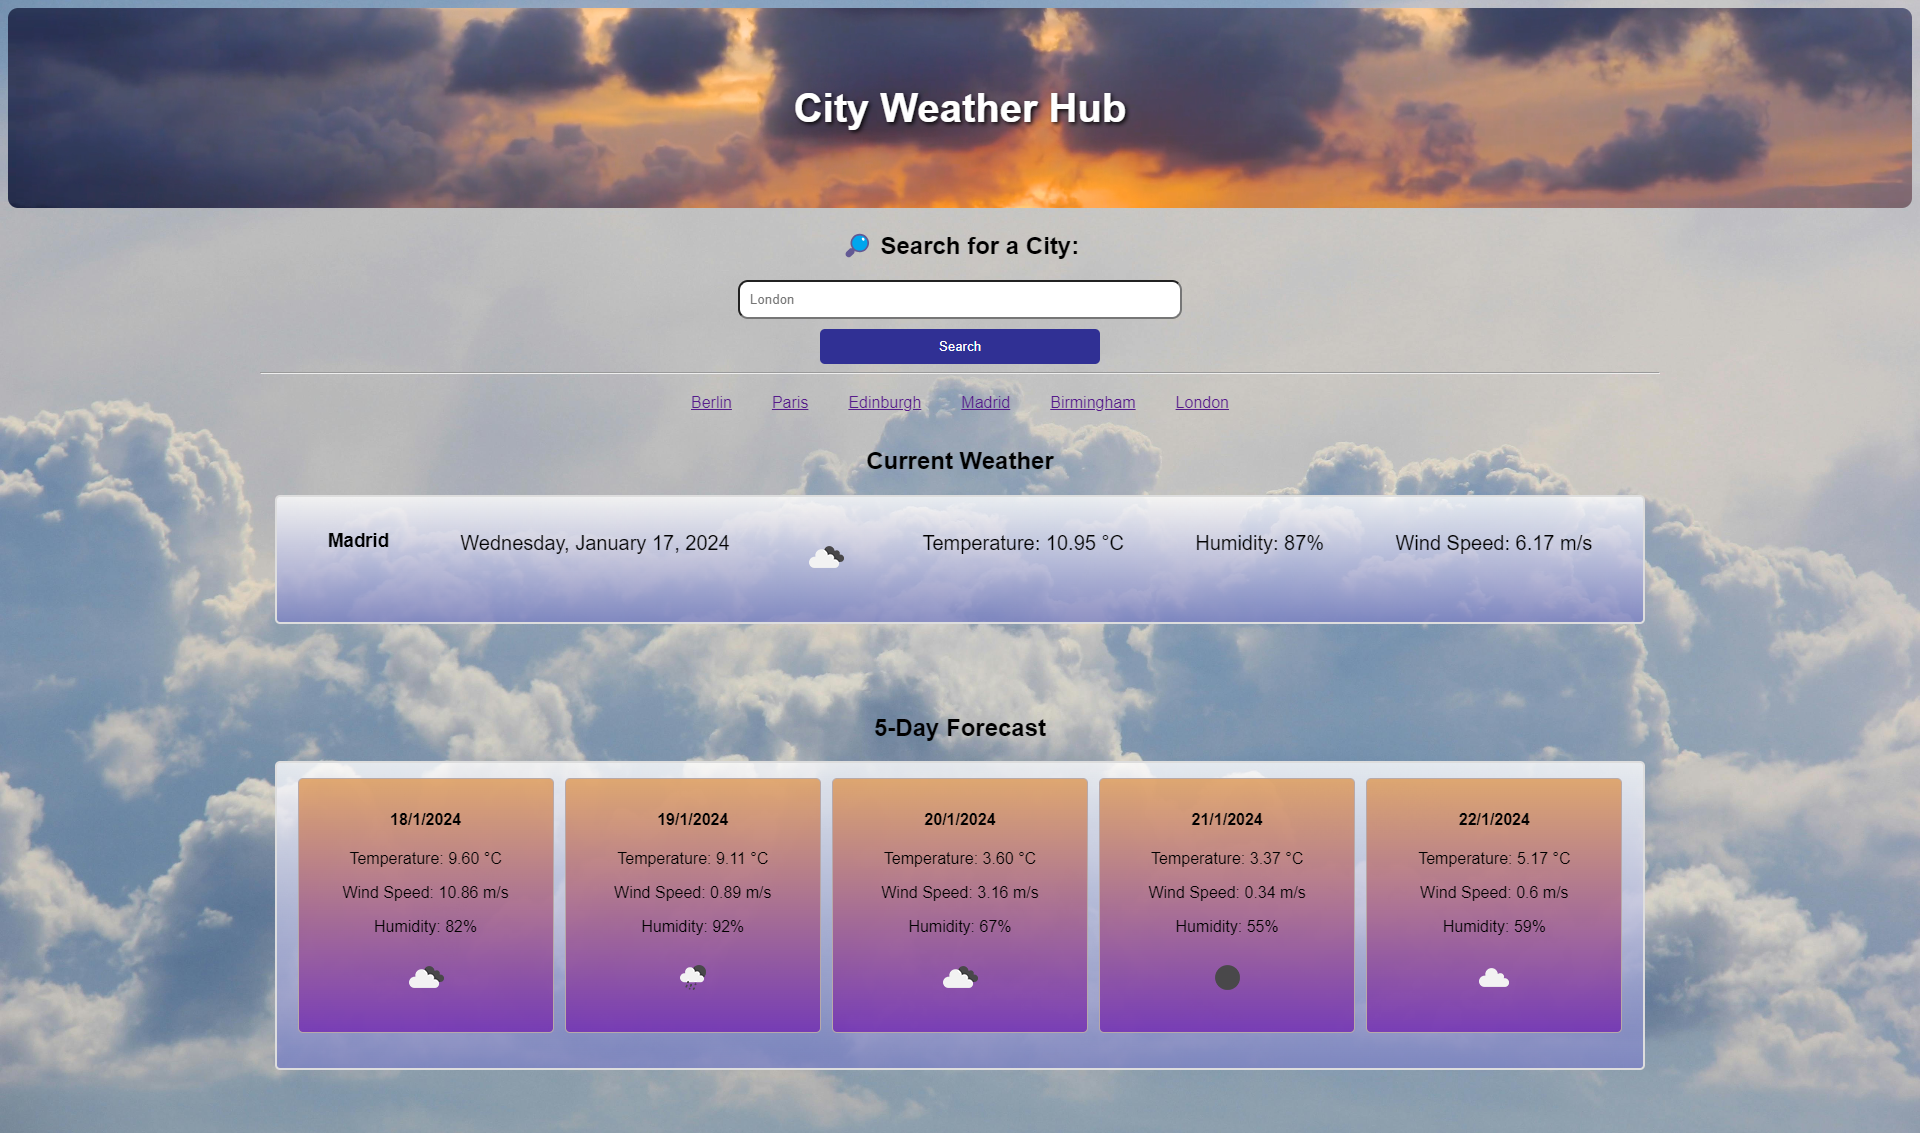 City Weather Hub
🔎 Search for a City:
London
Search
Berlin Paris Edinburgh Madrid Birmingham London
Current Weather
Madrid Wednesday, January 17, 2024 Temperature: 10.95 °C Humidity: 87% Wind Speed: 6.17 m/s
5-Day Forecast
18/1/2024
Temperature: 9.60 °C
Wind Speed: 10.86 m/s
Humidity: 82%
19/1/2024
Temperature: 9.11 °C
Wind Speed: 0.89 m/s
Humidity: 92%
20/1/2024
Temperature: 3.60 °C
Wind Speed: 3.16 m/s
Humidity: 67%
21/1/2024
Temperature: 3.37 °C
Wind Speed: 0.34 m/s
Humidity: 55%
22/1/2024
Temperature: 5.17 °C
Wind Speed: 0.6 m/s
Humidity: 59%